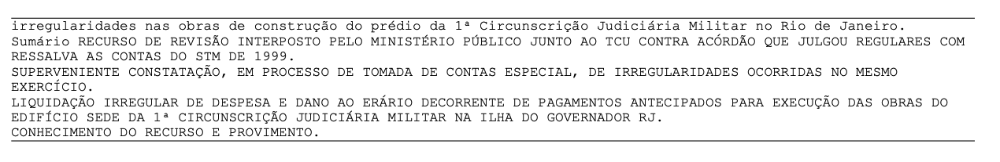 irregularidades nas obras de construção do prédio da 1ª Circunscrição Judiciária Militar no Rio de Janeiro.
Sumário RECURSO DE REVISÃO INTERPOSTO PELO MINISTÉRIO PÚBLICO JUNTO AO TCU CONTRA ACÓRDÃO QUE JULGOU REGULARES COM
RESSALVA AS CONTAS DO STM DE 1999.
SUPERVENIENTE CONSTATAÇÃO, EM PROCESSO DE TOMADA DE CONTAS ESPECIAL, DE IRREGULARIDADES OCORRIDAS NO MESMO
EXERCÍCIO.
LIQUIDAÇÃO IRREGULAR DE DESPESA E DANO AO ERÁRIO DECORRENTE DE PAGAMENTOS ANTECIPADOS PARA EXECUÇÃO DAS OBRAS DO
EDIFÍCIO SEDE DA 1ª CIRCUNSCRIÇÃO JUDICIÁRIA MILITAR NA ILHA DO GOVERNADOR RJ.
CONHECIMENTO DO RECURSO E PROVIMENTO.